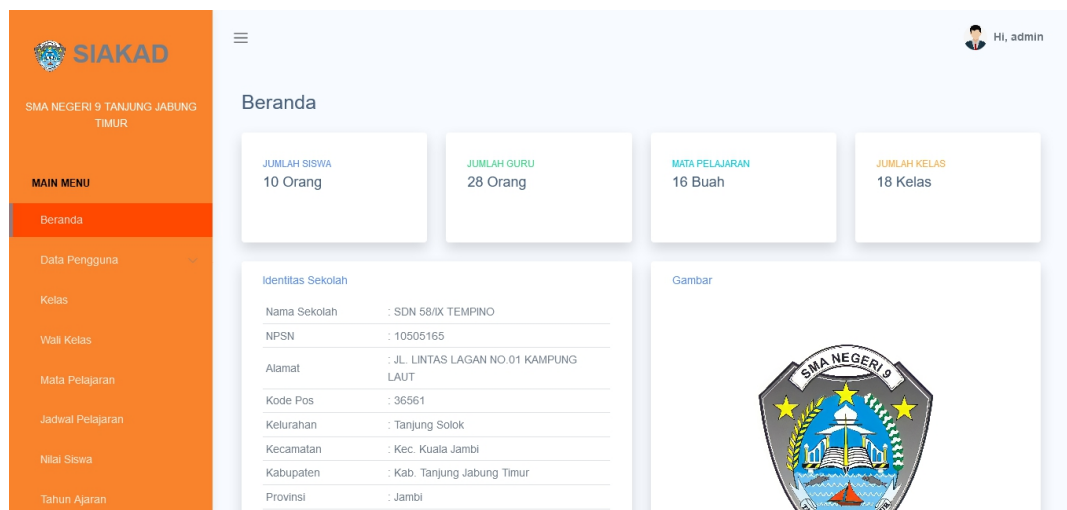 SIAKAD
SMA NEGERI 9 TANJUNG JABUNG
TIMUR
MAIN MENU
Beranda
Data Pengguna
Kelas
Wali Kelas
Mata Pelajaran
Jadwal Pelajaran
Nilai Siswa
Tahun Ajaran
Hi, admin
Beranda
JUMLAH SISWA
10 Orang
JUMLAH GURU
28 Orang
MATA PELAJARAN
16 Buah
JUMLAH KELAS
18 Kelas
Identitas Sekolah
Nama Sekolah : SDN 58/IX TEMPINO
NPSN : 10505165
Alamat : JL. LINTAS LAGAN NO.01 KAMPUNG
LAUT
Kode Pos : 36561
Kelurahan : Tanjung Solok
Kecamatan : Kec. Kuala Jambi
Kabupaten : Kab. Tanjung Jabung Timur
Provinsi : Jambi
Gambar
SMA NEGERI 9